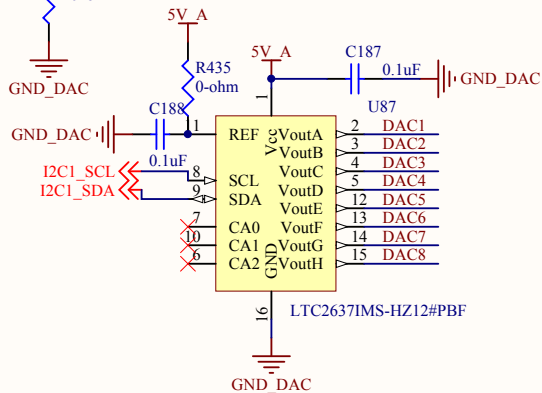 5V_A
5V_A
C187
R435
0-ohm
GND_DAC
0.1uF
GND_DAC
C188
U87
1
GND_DAC
1
REF
Vcc
VoutA
2
DAC1
0.1uF
VoutB
3
DAC2
I2C1_SCL
8
SCL
VoutC
4
DAC3
I2C1_SDA
9
SDA
VoutD
5
DAC4
VoutE
12
DAC5
7
CA0
VoutF
13
DAC6
10
CA1
VoutG
14
DAC7
6
CA2
GND
VoutH
15
DAC8
16
LTC2637IMS-HZ12#PBF
GND_DAC